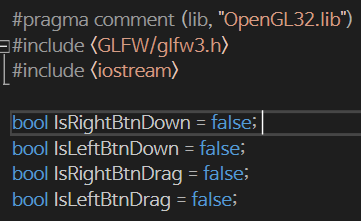 #pragma comment (lib, "OpenGL32.lib")
#include <GLFW/glfw3.h>
#include <iostream>
bool IsRightBtnDown = false;
bool IsLeftBtnDown = false;
bool IsRightBtnDrag = false;
bool IsLeftBtnDrag = false;